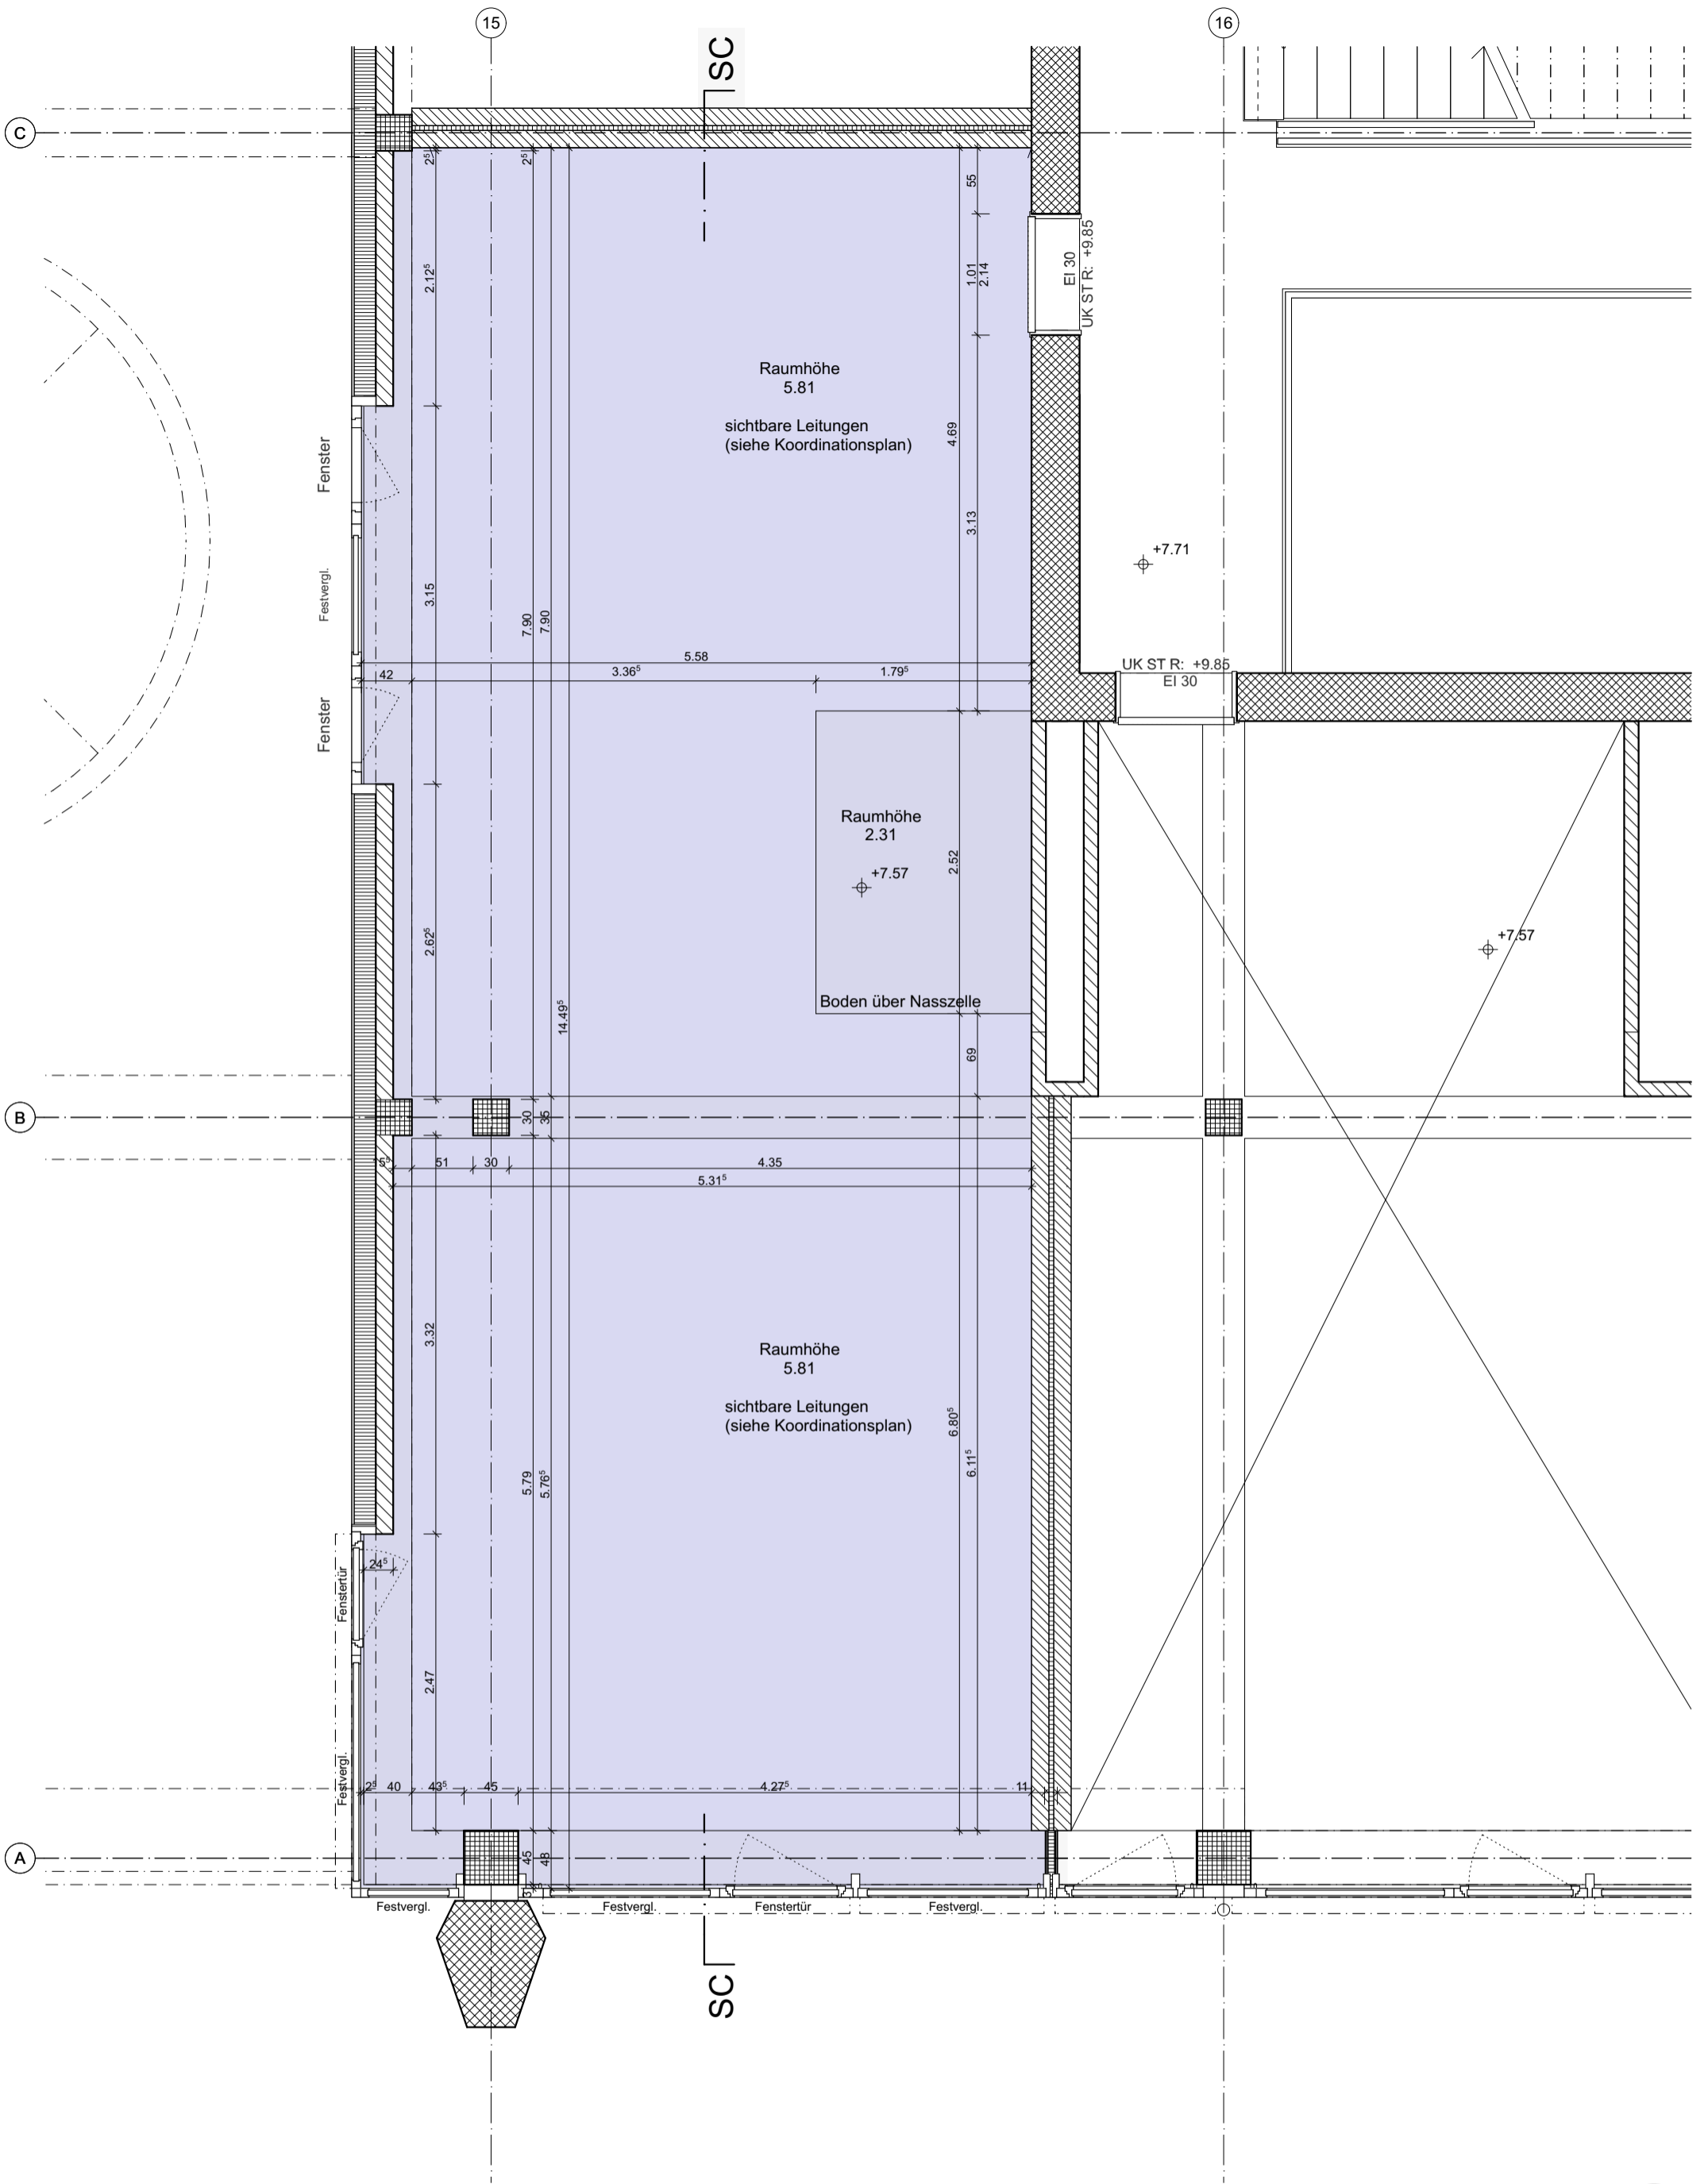 15
16
SC
C
2⁵
2⁵
55
2.12⁵
1.01
2.14
EI 30
UK ST R: +9.85
Raumhöhe
5.81
sichtbare Leitungen
(siehe Koordinationsplan)
4.69
Fenster
Festvergl.
3.15
7.90
7.90
3.13
+7.71
5.58
42
3.36⁵
1.79⁵
UK ST R: +9.85
EI 30
Fenster
Raumhöhe
2.31
+7.57
2.52
2.62⁵
+7.57
Boden über Nasszelle
14.49⁵
69
B
30
35
5⁵
51
30
4.35
5.31⁵
3.32
Raumhöhe
5.81
sichtbare Leitungen
(siehe Koordinationsplan)
6.80⁵
6.11⁵
5.79
5.76⁵
24⁵
Fenstertür
2.47
Festvergl.
2⁵
40
43⁵
45
4.27⁵
11
A
45
48
3
Festvergl.
Festvergl.
Fenstertür
Festvergl.
SC